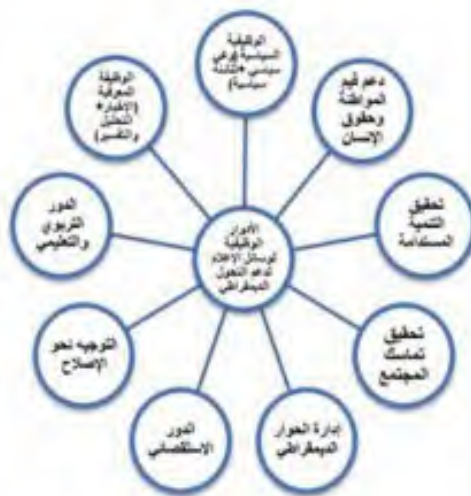 الأدوار
الوظيفية
لوسائل الإعلام
لدعم التحول
الديمقراطي
الوظيفية
السياسية (وعي
سياسي +
سياسية)
دعم قيم
المواطنة
وحقوق
الإنسان
تحقيق
التنمية
المستدامة
تحقيق
تماسك
المجتمع
إدارة الحوار
الديمقراطي
الدور
الاستقصائي
التوجيه نحو
الإصلاح
الدور
التربوي
والتعليمي
الوظيفة
المعرفية
(الإخبار+
التحليل
والتفسير)